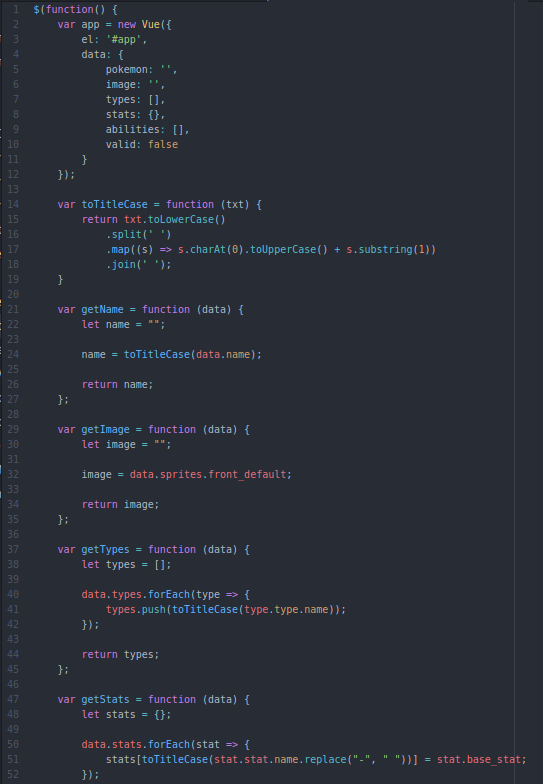 1 $(function() {
2     var app = new Vue({
3         el: '#app',
4         data: {
5             pokemon: '',
6             image: '',
7             types: [],
8             stats: {},
9             abilities: [],
10             valid: false
11         }
12     });
13
14     var toTitleCase = function (txt) {
15         return txt.toLowerCase()
16             .split(' ')
17             .map((s) => s.charAt(0).toUpperCase() + s.substring(1))
18             .join(' ');
19     }
20
21     var getName = function (data) {
22         let name = "";
23
24         name = toTitleCase(data.name);
25
26         return name;
27     };
28
29     var getImage = function (data) {
30         let image = "";
31
32         image = data.sprites.front_default;
33
34         return image;
35     };
36
37     var getTypes = function (data) {
38         let types = [];
39
40         data.types.forEach(type => {
41             types.push(toTitleCase(type.type.name));
42         });
43
44         return types;
45     };
46
47     var getStats = function (data) {
48         let stats = {};
49
50         data.stats.forEach(stat => {
51             stats[toTitleCase(stat.stat.name.replace("-", " "))] = stat.base_stat;
52         });